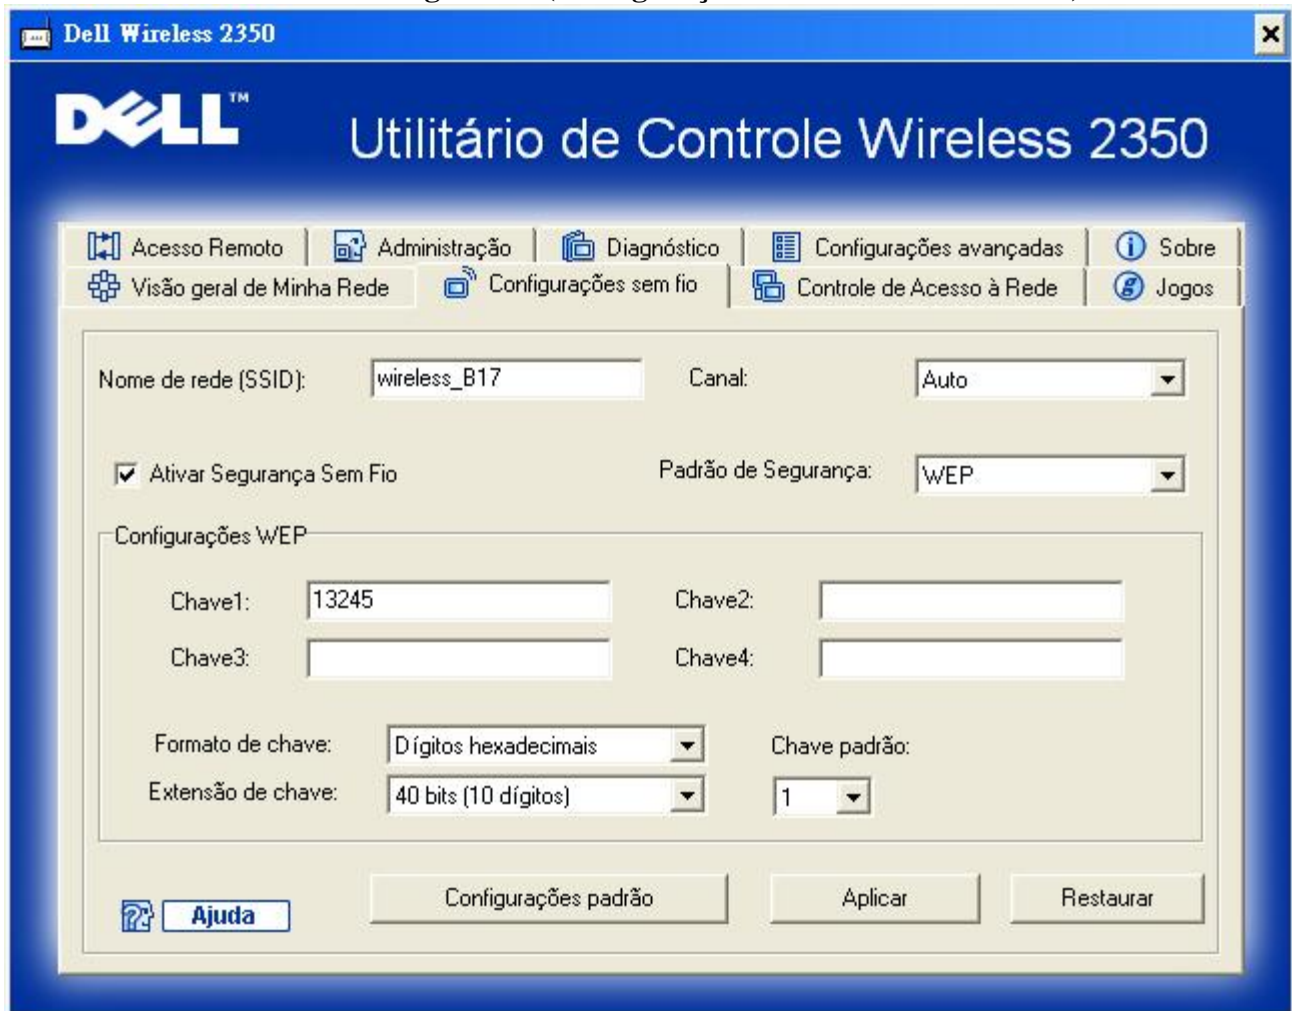 Dell Wireless 2350
DELL™
Utilitário de Controle Wireless 2350
Acesso Remoto
Administração
Diagnóstico
Configurações avançadas
Sobre
Visão geral de Minha Rede
Configurações sem fio
Controle de Acesso à Rede
Jogos
Nome de rede (SSID): wireless_B17
Canal: Auto
Ativar Segurança Sem Fio
Padrão de Segurança: WEP
Configurações WEP
Chave1: 13245
Chave2:
Chave3:
Chave4:
Formato de chave: Dígitos hexadecimais
Chave padrão:
Extensão de chave: 40 bits (10 dígitos)
1
Ajuda
Configurações padrão
Aplicar
Restaurar